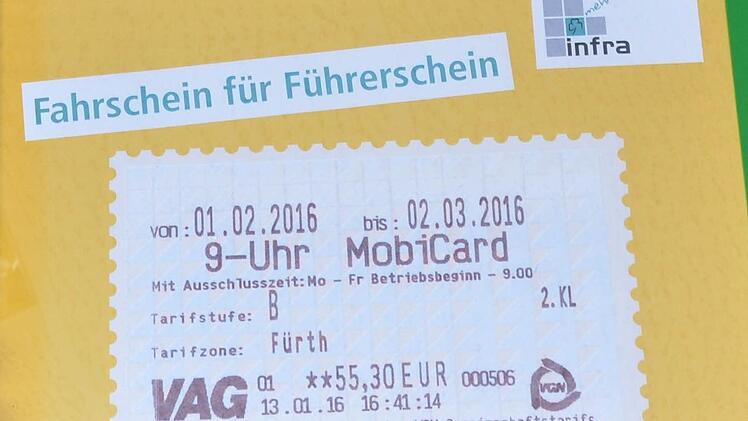 meh
infra
Fahrschein für Führerschein
von: 01.02.2016 bis: 02.03.2016
9-Uhr MobiCard
Mit Ausschlusszeit: Mo - Fr Betriebsbeginn - 9.00
Tarifstufe: B 2.KL
Tarifzone: Fürth
VAG 01 **55,30 EUR 000506 VGN
13.01.16 16:41:14